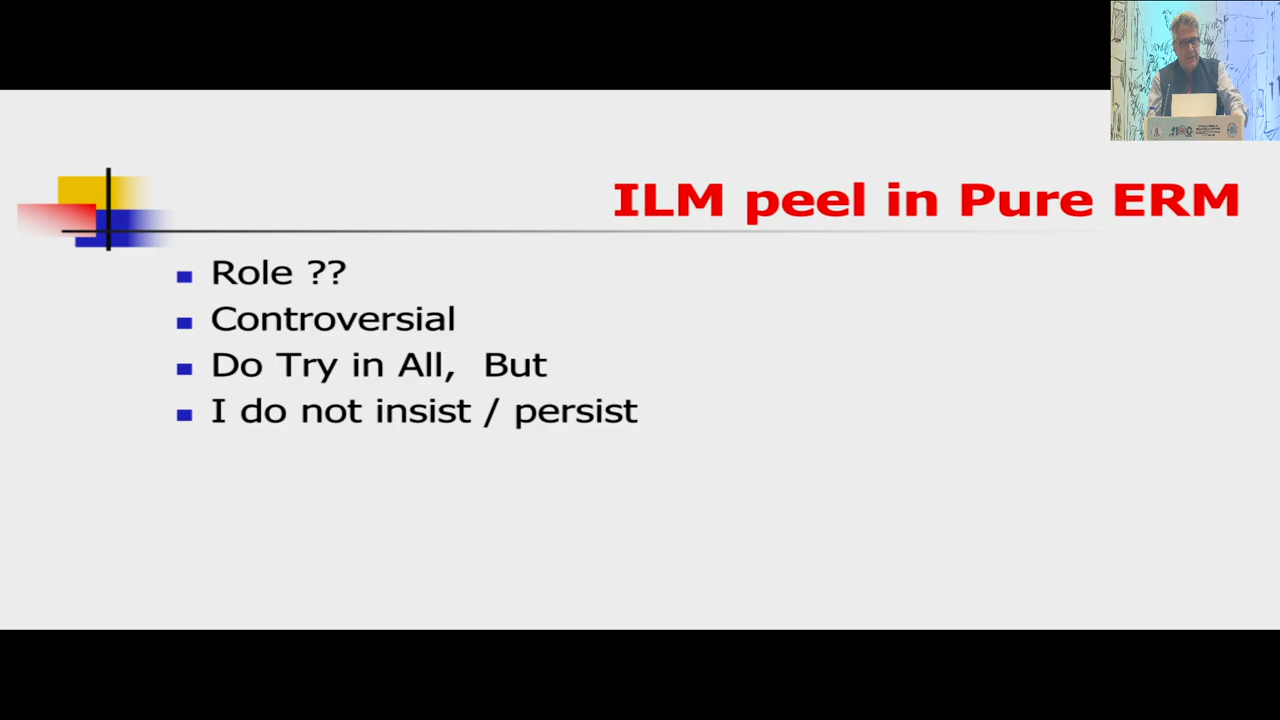 ILM peel in Pure ERM
Role ??
Controversial
Do Try in All, But
I do not insist / persist